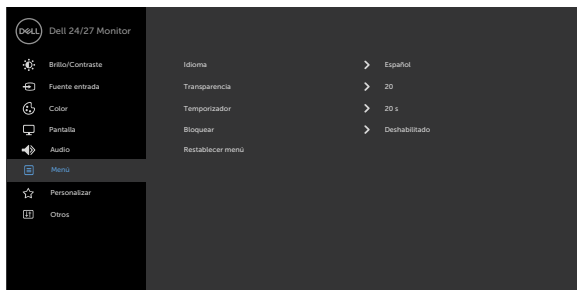 DELL Dell 24/27 Monitor
Brillo/Contraste Idioma Español
Fuente entrada Transparencia 20
Color Temporizador 20 s
Pantalla Bloquear Deshabilitado
Audio Restablecer menú
Menú
Personalizar
Otros